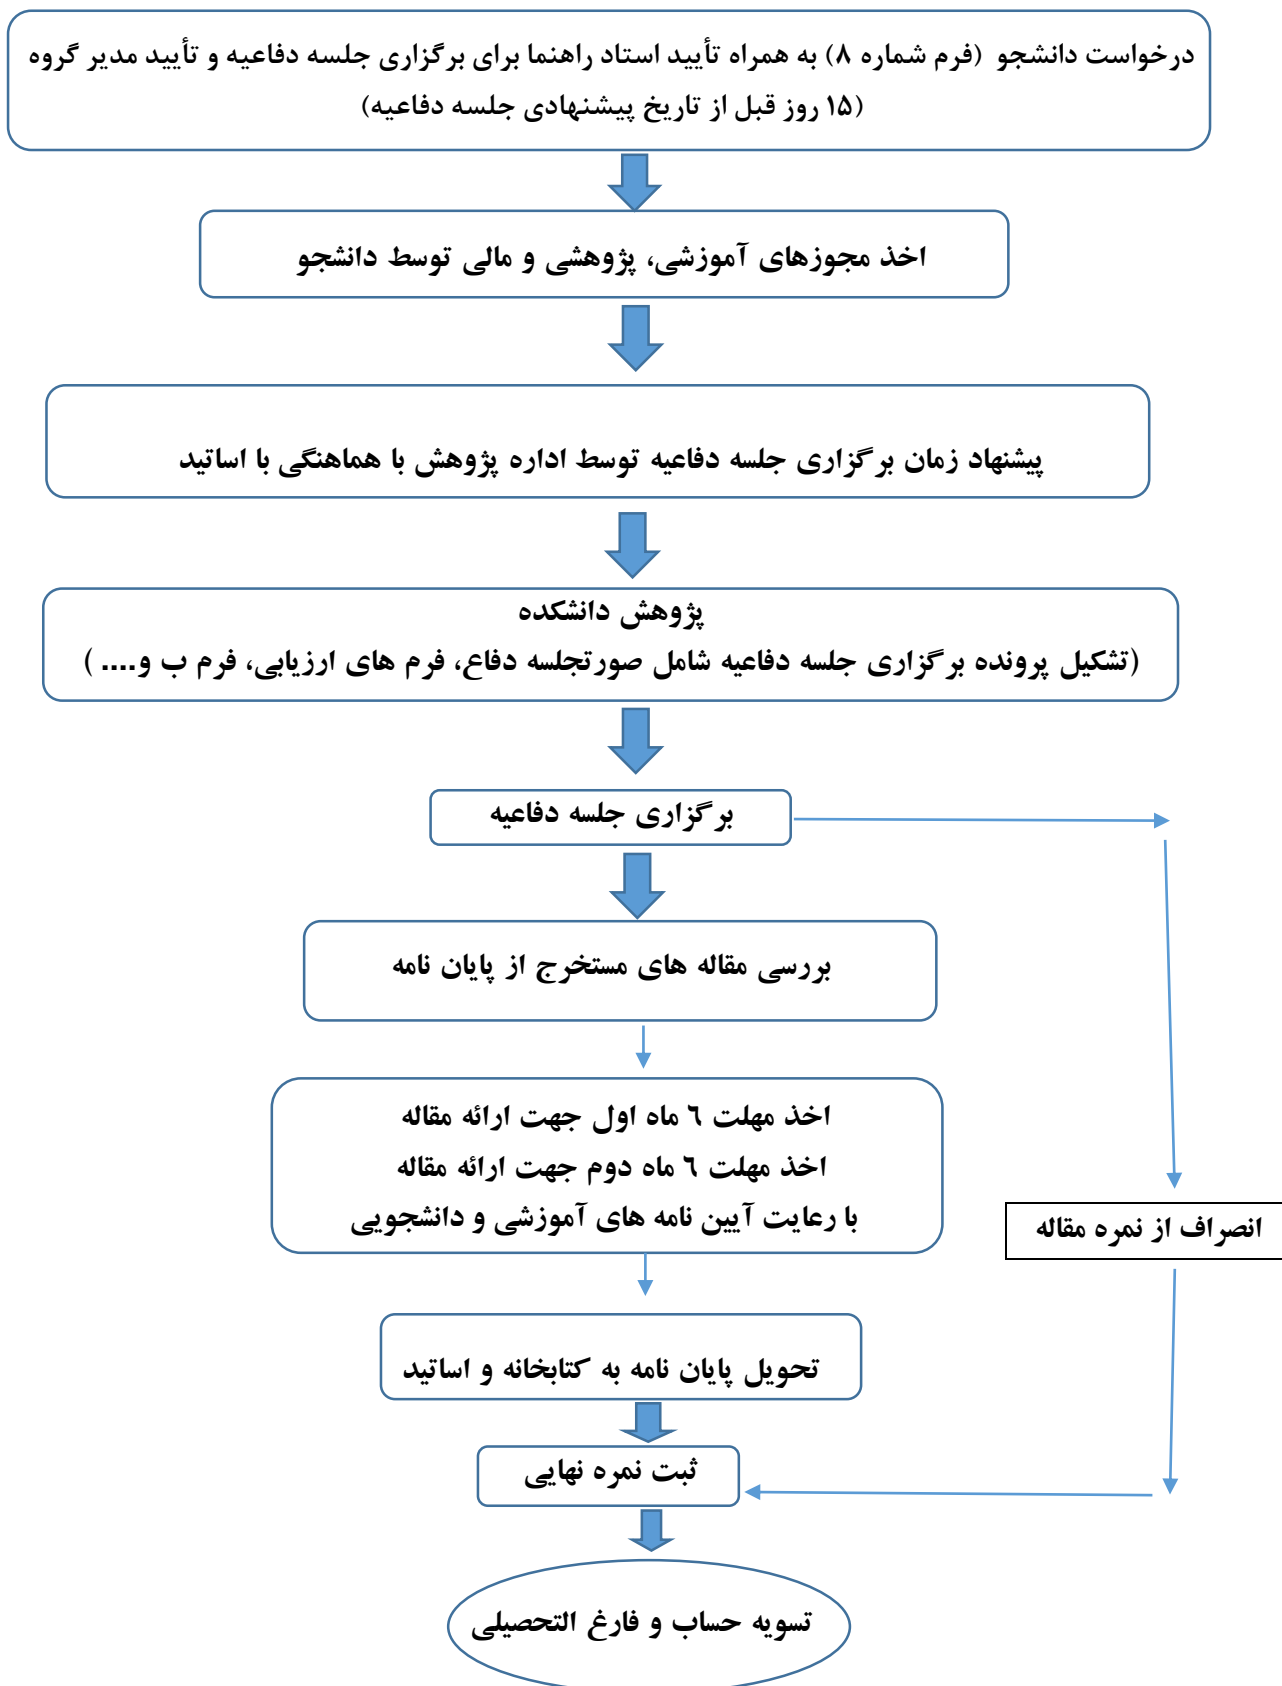 درخواست دانشجو (فرم شماره ۸) به همراه تأیید استاد راهنما برای برگزاری جلسه دفاعیه و تأیید مدیر گروه
(۱۵ روز قبل از تاریخ پیشنهادی جلسه دفاعیه)
اخذ مجوزهای آموزشی، پژوهشی و مالی توسط دانشجو
پیشنهاد زمان برگزاری جلسه دفاعیه توسط اداره پژوهش با هماهنگی با اساتید
پژوهش دانشکده
(تشکیل پرونده برگزاری جلسه دفاعیه شامل صورتجلسه دفاع، فرم های ارزیابی، فرم ب و.... )
برگزاری جلسه دفاعیه
بررسی مقاله های مستخرج از پایان نامه
اخذ مهلت ٦ ماه اول جهت ارائه مقاله
اخذ مهلت ٦ ماه دوم جهت ارائه مقاله
با رعایت آیین نامه های آموزشی و دانشجویی
انصراف از نمره مقاله
تحویل پایان نامه به کتابخانه و اساتید
ثبت نمره نهایی
تسویه حساب و فارغ التحصیلی